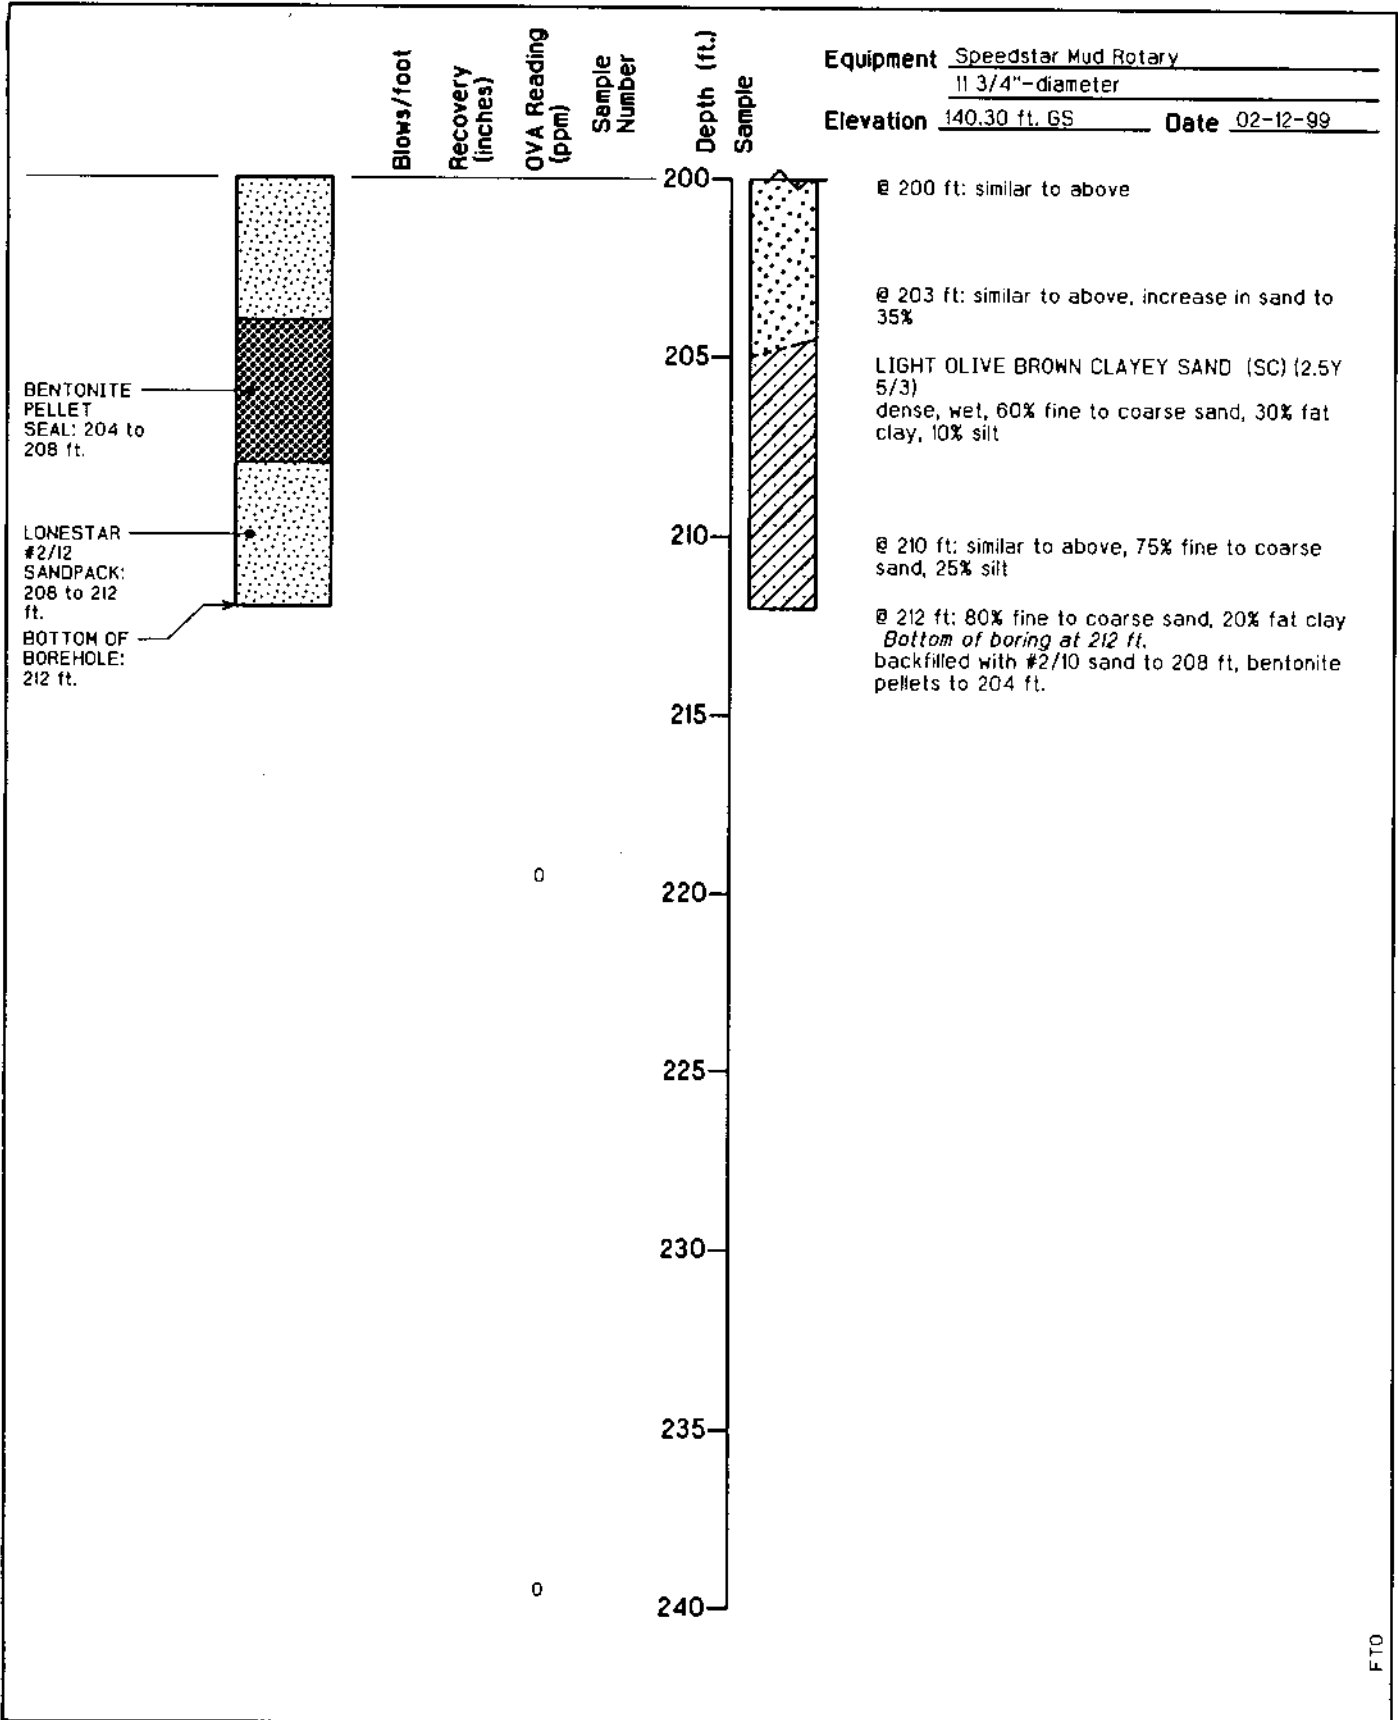 Blows/foot
Recovery
(inches)
OVA Reading
(ppm)
Sample
Number
Depth (ft.)
Sample
Equipment Speedstar Mud Rotary
11 3/4"-diameter
Elevation 140.30 ft. GS Date 02-12-99
200
@ 200 ft: similar to above
@ 203 ft: similar to above, increase in sand to
35%
205
LIGHT OLIVE BROWN CLAYEY SAND (SC) (2.5Y
5/3)
dense, wet, 60% fine to coarse sand, 30% fat
clay, 10% silt
BENTONITE
PELLET
SEAL: 204 to
208 ft.
LONESTAR
#2/12
SANDPACK:
208 to 212
ft.
BOTTOM OF
BOREHOLE:
212 ft.
210
@ 210 ft: similar to above, 75% fine to coarse
sand, 25% silt
@ 212 ft: 80% fine to coarse sand, 20% fat clay
Bottom of boring at 212 ft.
backfilled with #2/10 sand to 208 ft, bentonite
pellets to 204 ft.
215
0
220
225
230
235
0
240
FTO